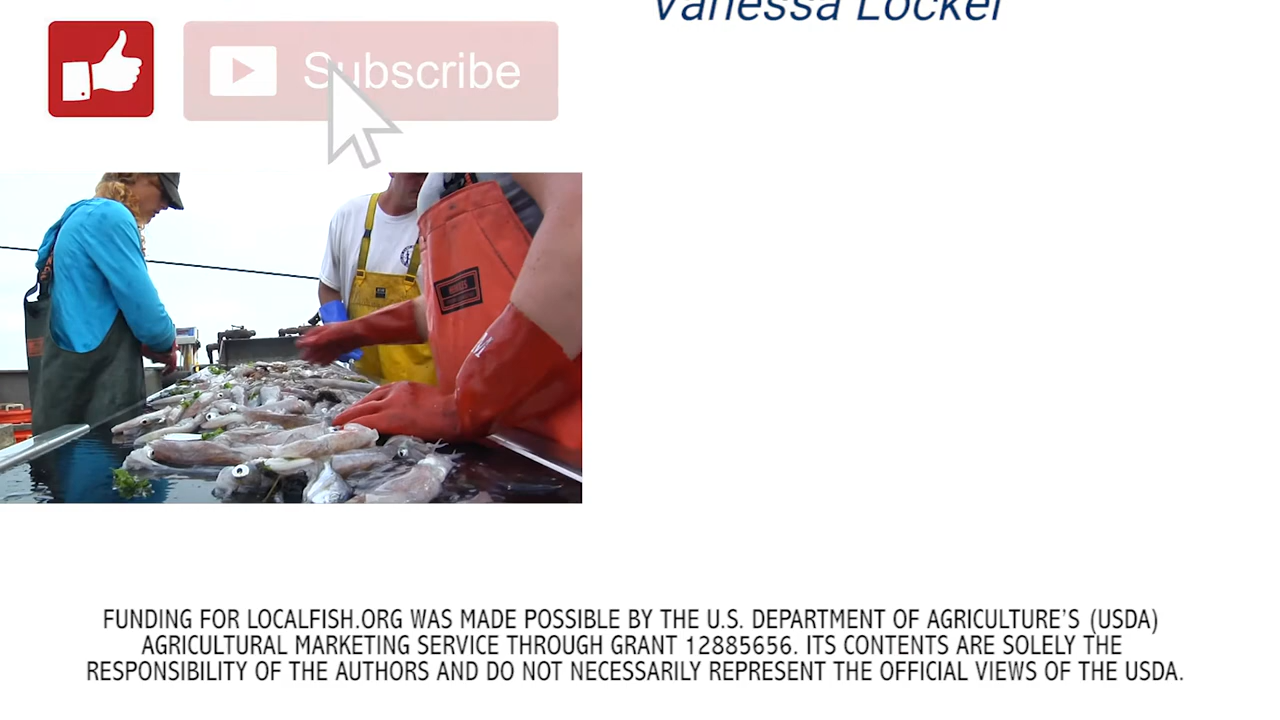 Vanessa Lockel
Subscribe
FUNDING FOR LOCALFISH.ORG WAS MADE POSSIBLE BY THE U.S. DEPARTMENT OF AGRICULTURE'S (USDA)
AGRICULTURAL MARKETING SERVICE THROUGH GRANT 12885656. ITS CONTENTS ARE SOLELY THE
RESPONSIBILITY OF THE AUTHORS AND DO NOT NECESSARILY REPRESENT THE OFFICIAL VIEWS OF THE USDA.